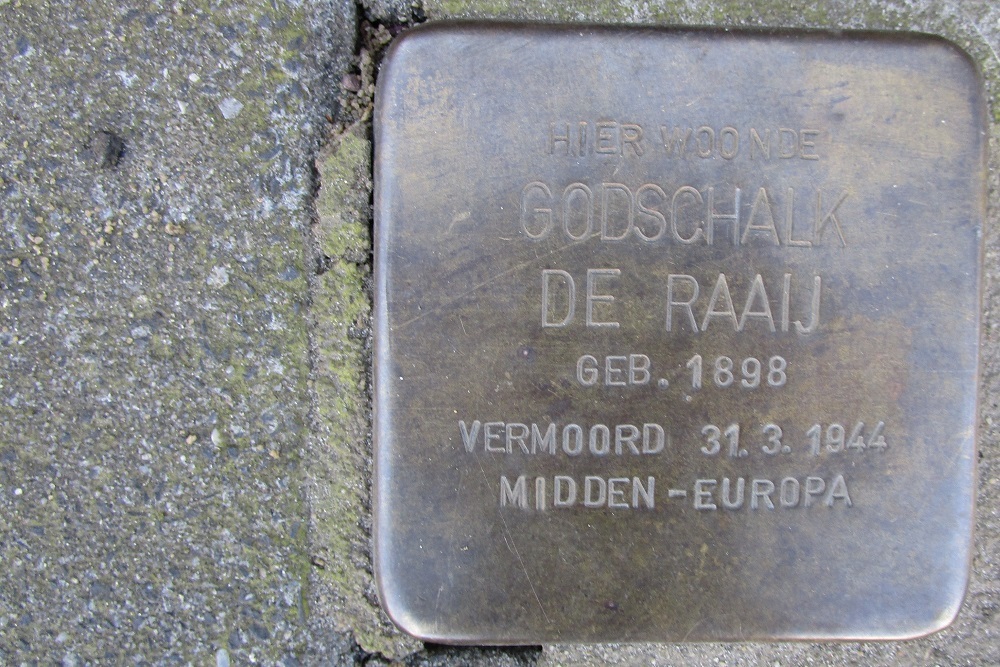 HIER WOONDE
GODSCHALK
DE RAAIJ
GEB. 1898
VERMOORD 31.3.1944
MIDDEN-EUROPA